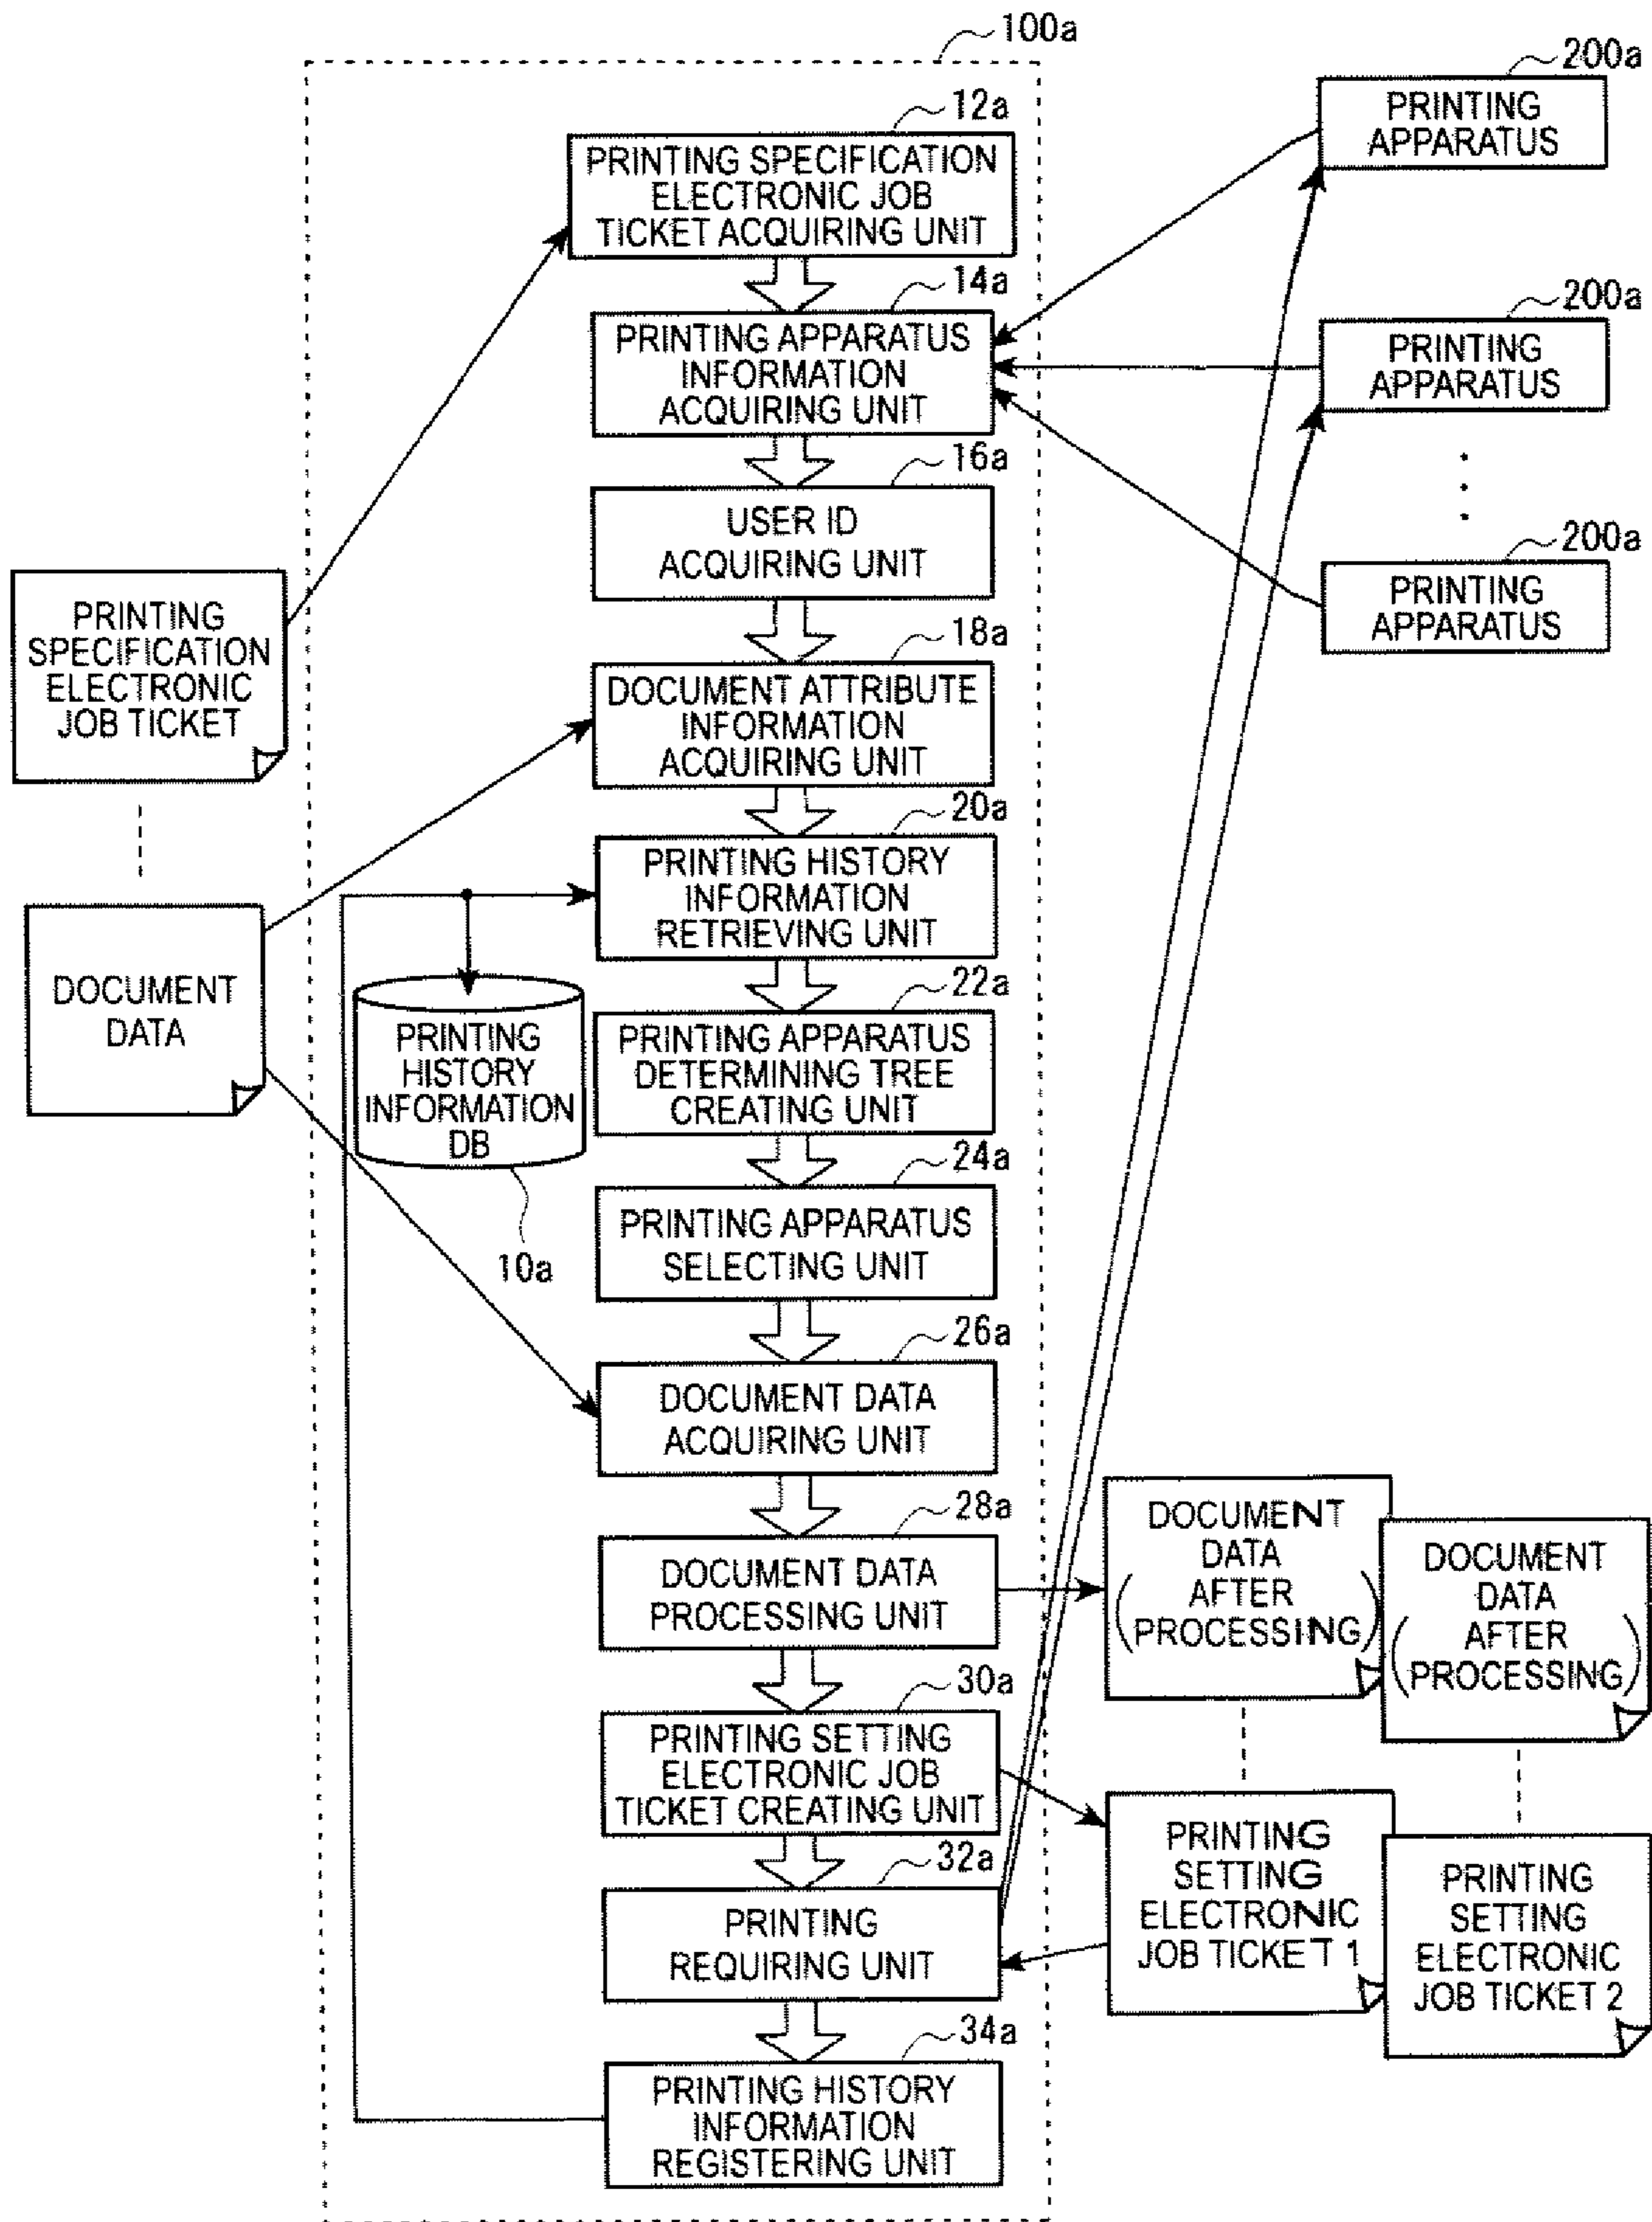 100a
12a
PRINTING SPECIFICATION
ELECTRONIC JOB
TICKET ACQUIRING UNIT
14a
PRINTING APPARATUS
INFORMATION
ACQUIRING UNIT
16a
USER ID
ACQUIRING UNIT
18a
DOCUMENT ATTRIBUTE
INFORMATION
ACQUIRING UNIT
20a
PRINTING HISTORY
INFORMATION
RETRIEVING UNIT
22a
PRINTING APPARATUS
DETERMINING TREE
CREATING UNIT
24a
PRINTING APPARATUS
SELECTING UNIT
26a
DOCUMENT DATA
ACQUIRING UNIT
28a
DOCUMENT DATA
PROCESSING UNIT
30a
PRINTING SETTING
ELECTRONIC JOB
TICKET CREATING UNIT
32a
PRINTING
REQUIRING UNIT
34a
PRINTING HISTORY
INFORMATION
REGISTERING UNIT
PRINTING
SPECIFICATION
ELECTRONIC
JOB TICKET
DOCUMENT
DATA
PRINTING
HISTORY
INFORMATION
DB
10a
200a
PRINTING
APPARATUS
200a
PRINTING
APPARATUS
200a
PRINTING
APPARATUS
DOCUMENT
DATA
(AFTER
PROCESSING)
DOCUMENT
DATA
(AFTER
PROCESSING)
PRINTING
SETTING
ELECTRONIC
JOB TICKET 1
PRINTING
SETTING
ELECTRONIC
JOB TICKET 2